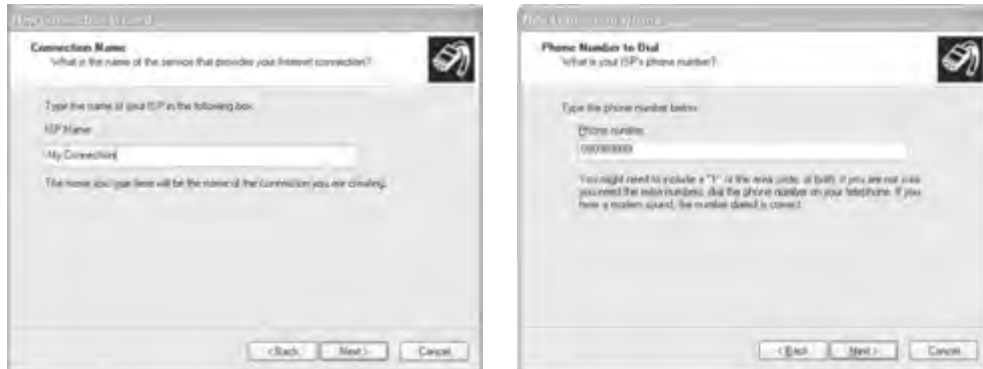 New Connection Wizard
Connection Name
What is the name of the service that provides your Internet connection?
Type the name of your ISP in the following box.
ISP Name
My Connection
The name you type here will be the name of the connection you are creating.
< Back
Next >
Cancel
Phone Number to Dial
What is your ISP's phone number?
Type the phone number below.
Phone number:
You might need to include a "1" or the area code, or both. If you are not sure
you need the extra numbers, dial the phone number on your telephone. If you
hear a modem sound, the number dialed is correct.
< Back
Next >
Cancel